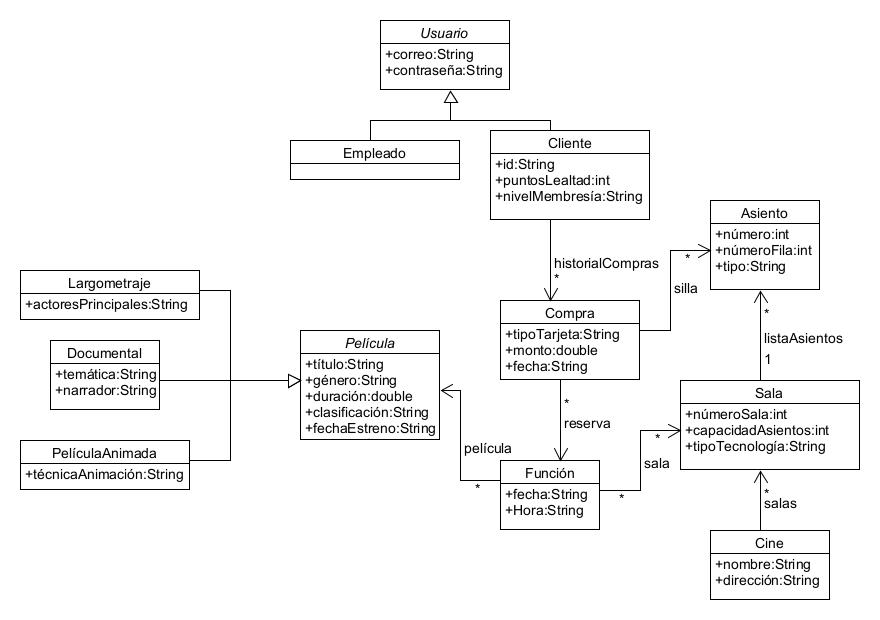 Usuario
+correo:String
+contraseña:String
Empleado
Cliente
+id:String
+puntosLealtad:int
+nivelMembresía:String
historialCompras
*
Asiento
+número:int
+númeroFila:int
+tipo:String
*
silla
Largometraje
+actoresPrincipales:String
Documental
+temática:String
+narrador:String
PelículaAnimada
+técnicaAnimación:String
Película
+título:String
+género:String
+duración:double
+clasificación:String
+fechaEstreno:String
Compra
+tipoTarjeta:String
+monto:double
+fecha:String
*
reserva
*
listaAsientos
1
Sala
+númeroSala:int
+capacidadAsientos:int
+tipoTecnología:String
película
*
Función
+fecha:String
+Hora:String
*
sala
*
*
salas
Cine
+nombre:String
+dirección:String